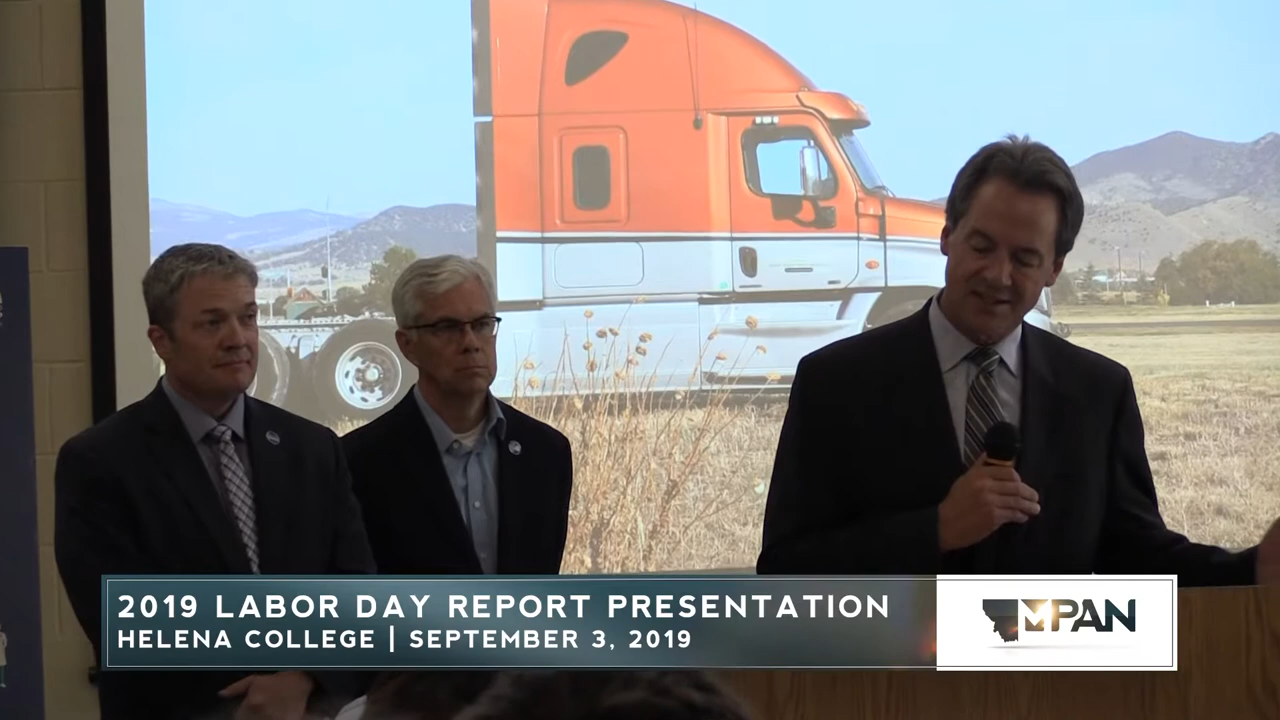 2019 LABOR DAY REPORT PRESENTATION
HELENA COLLEGE | SEPTEMBER 3, 2019
MPAN